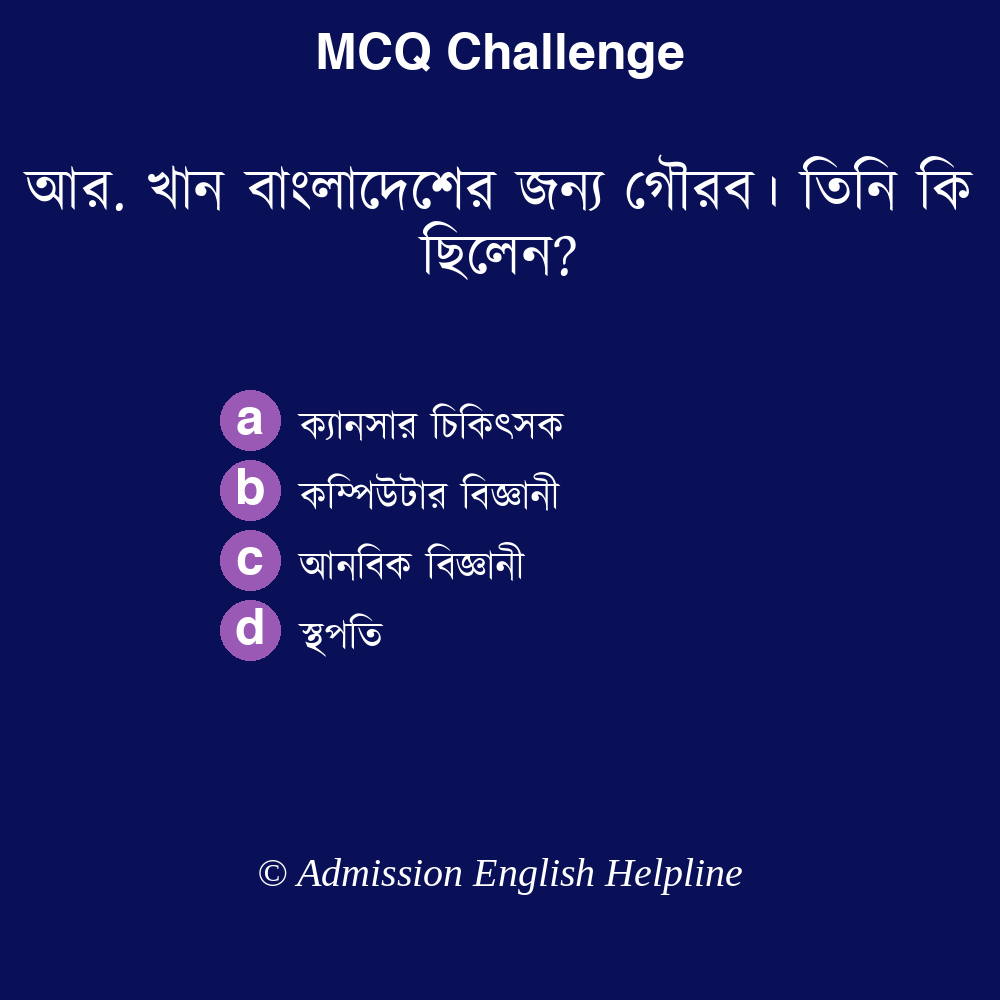 MCQ Challenge
আর. খান বাংলাদেশের জন্য গৌরব। তিনি কি
ছিলেন?
a ক্যানসার চিকিৎসক
b কম্পিউটার বিজ্ঞানী
c আনবিক বিজ্ঞানী
d স্থপতি
© Admission English Helpline